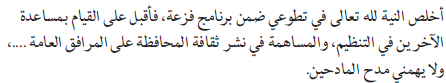 أخلص النية لله تعالى في تطوعي ضمن برنامج فزعة، فأقبل على القيام بمساعدة
الآخرين في التنظيم، والمساهمة في نشر ثقافة المحافظة على المرافق العامة ....،
ولا يهمني مدح المادحين.